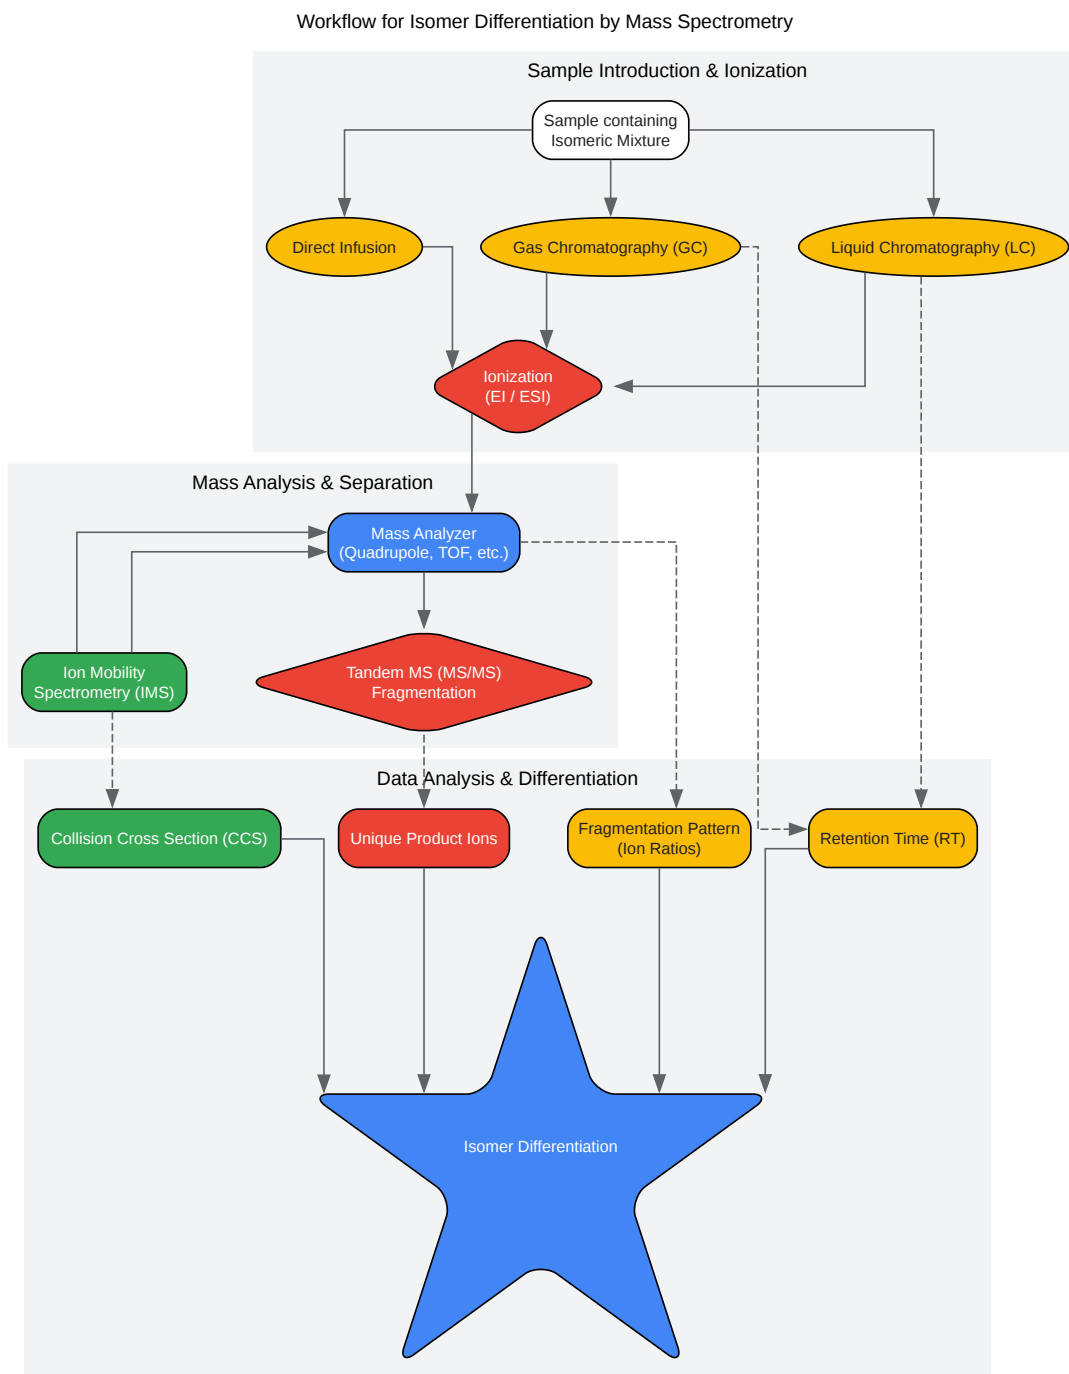 Workflow for Isomer Differentiation by Mass Spectrometry
Sample Introduction & Ionization
Sample containing
Isomeric Mixture
Direct Infusion
Gas Chromatography (GC)
Liquid Chromatography (LC)
Ionization
(EI / ESI)
Mass Analysis & Separation
Mass Analyzer
(Quadrupole, TOF, etc.)
Ion Mobility
Spectrometry (IMS)
Tandem MS (MS/MS)
Fragmentation
Data Analysis & Differentiation
Collision Cross Section (CCS)
Unique Product Ions
Fragmentation Pattern
(Ion Ratios)
Retention Time (RT)
Isomer Differentiation